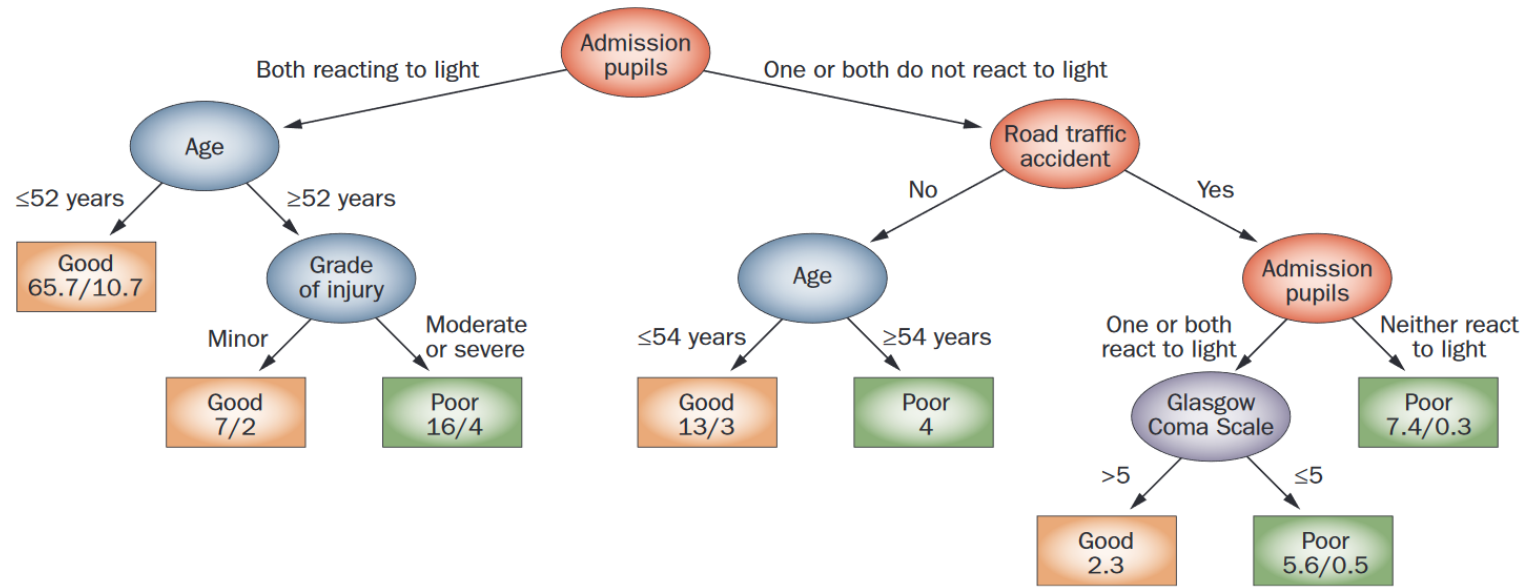 Admission
pupils
Both reacting to light
One or both do not react to light
Age
Road traffic
accident
≤52 years
≥52 years
No
Yes
Good
65.7/10.7
Grade
of injury
Age
Admission
pupils
Minor
Moderate
or severe
≤54 years
≥54 years
One or both
react to light
Neither react
to light
Good
7/2
Poor
16/4
Good
13/3
Poor
4
Glasgow
Coma Scale
Poor
7.4/0.3
>5
≤5
Good
2.3
Poor
5.6/0.5